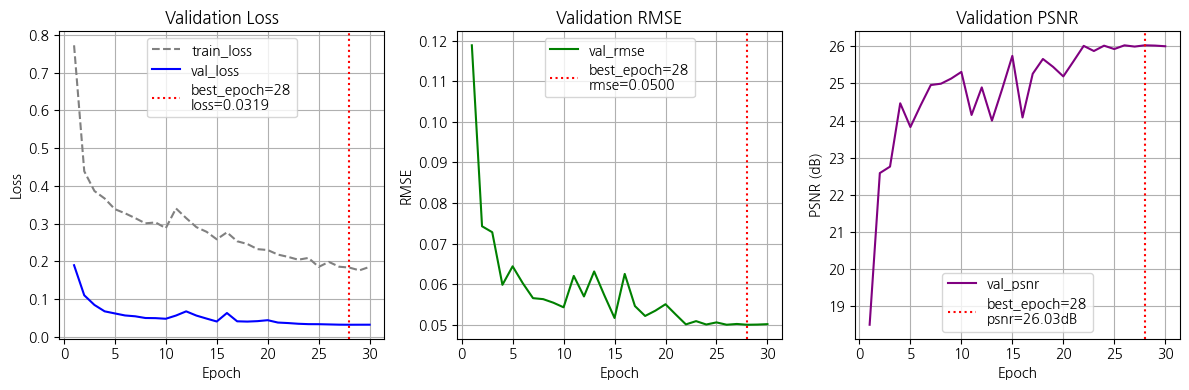 Validation Loss
0.8
0.7
0.6
0.5
0.4
0.3
0.2
0.1
0.0
Loss
train_loss
val_loss
best_epoch=28
loss=0.0319
0 5 10 15 20 25 30
Epoch
Validation RMSE
0.12
0.11
0.10
0.09
0.08
0.07
0.06
0.05
RMSE
val_rmse
best_epoch=28
rmse=0.0500
0 5 10 15 20 25 30
Epoch
Validation PSNR
26
25
24
23
22
21
20
19
PSNR (dB)
val_psnr
best_epoch=28
psnr=26.03dB
0 5 10 15 20 25 30
Epoch